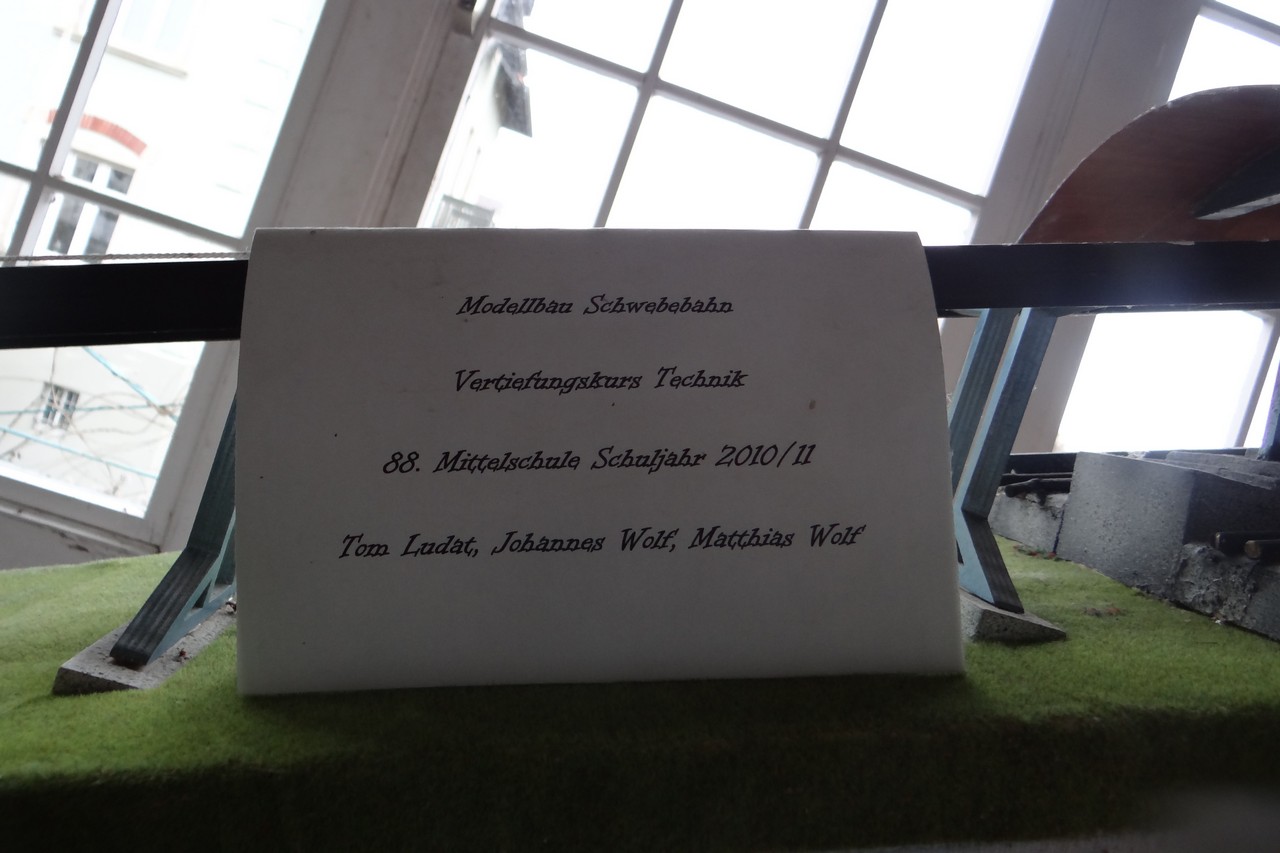 Modellbau Schwebebahn
Vertiefungskurs Technik
88. Mittelschule Schuljahr 2010/11
Tom Ludat, Johannes Wolf, Matthias Wolf